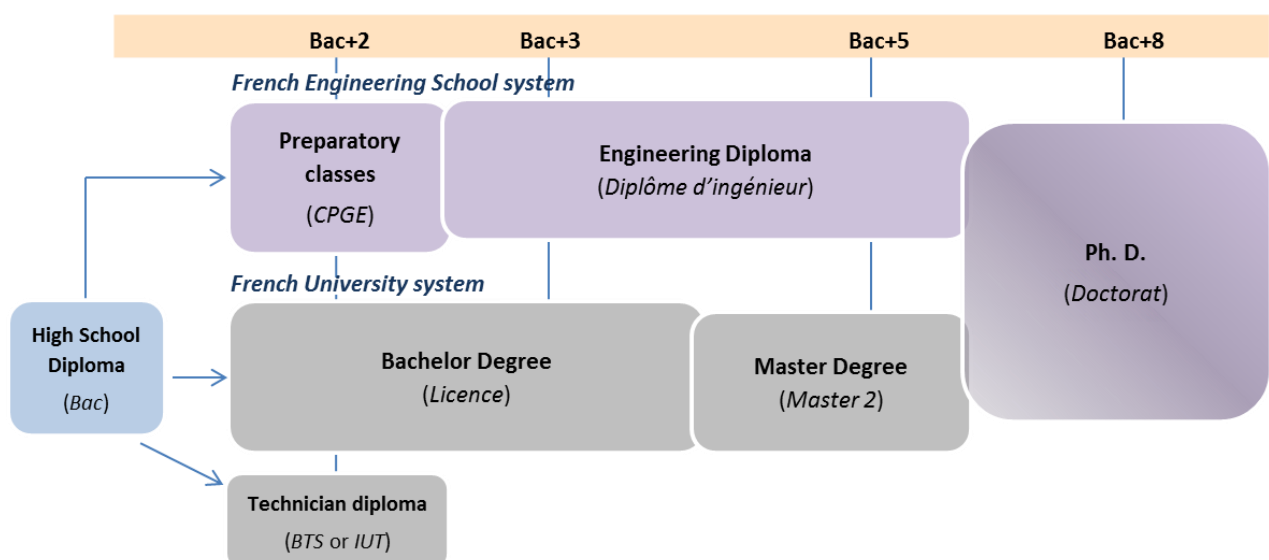 Bac+2 Bac+3 Bac+5 Bac+8
French Engineering School system
Preparatory
classes
(CPGE)
Engineering Diploma
(Diplôme d’ingénieur)
Ph. D.
(Doctorat)
French University system
High School
Diploma
(Bac)
Bachelor Degree
(Licence)
Master Degree
(Master 2)
Technician diploma
(BTS or IUT)